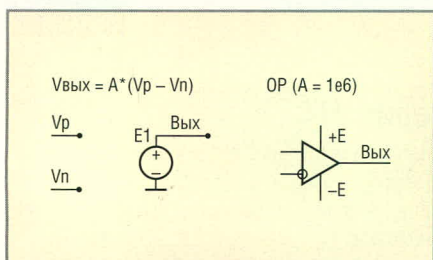 Vвых = A*(Vp – Vn)
OP (A = 1e6)
Vp
E1
Вых
+
–
Vn
+E
Вых
–E